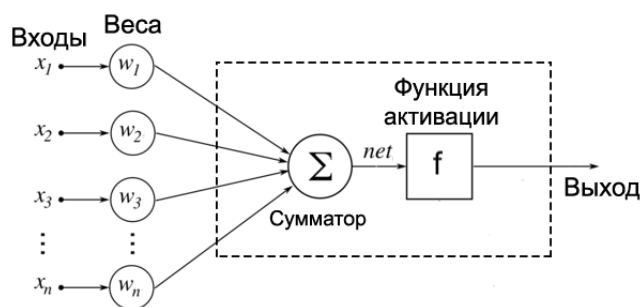 Входы
Веса
x1
w1
x2
w2
x3
w3
⋮
⋮
xn
wn
Σ
Сумматор
net
Функция
активации
f
Выход